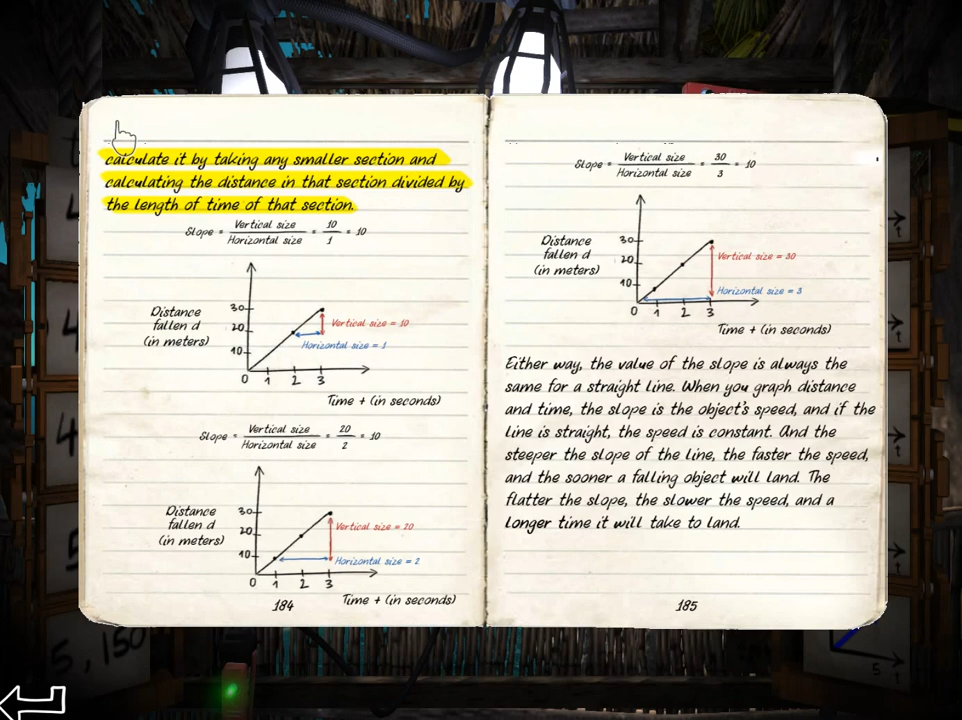 calculate it by taking any smaller section and
calculating the distance in that section divided by
the length of time of that section.
Slope = Vertical size / Horizontal size = 10 / 1 = 10
Distance
fallen d
(in meters)
30
20
10
0
1
2
3
Vertical size = 10
Horizontal size = 1
Time + (in seconds)
Slope = Vertical size / Horizontal size = 20 / 2 = 10
Distance
fallen d
(in meters)
30
20
10
0
1
2
3
Vertical size = 20
Horizontal size = 2
Time + (in seconds)
184
Slope = Vertical size / Horizontal size = 30 / 3 = 10
Distance
fallen d
(in meters)
30
20
10
0
1
2
3
Vertical size = 30
Horizontal size = 3
Time + (in seconds)
Either way, the value of the slope is always the
same for a straight line. When you graph distance
and time, the slope is the object's speed, and if the
line is straight, the speed is constant. And the
steeper the slope of the line, the faster the speed,
and the sooner a falling object will land. The
flatter the slope, the slower the speed, and a
longer time it will take to land.
185
5, 150
5
t